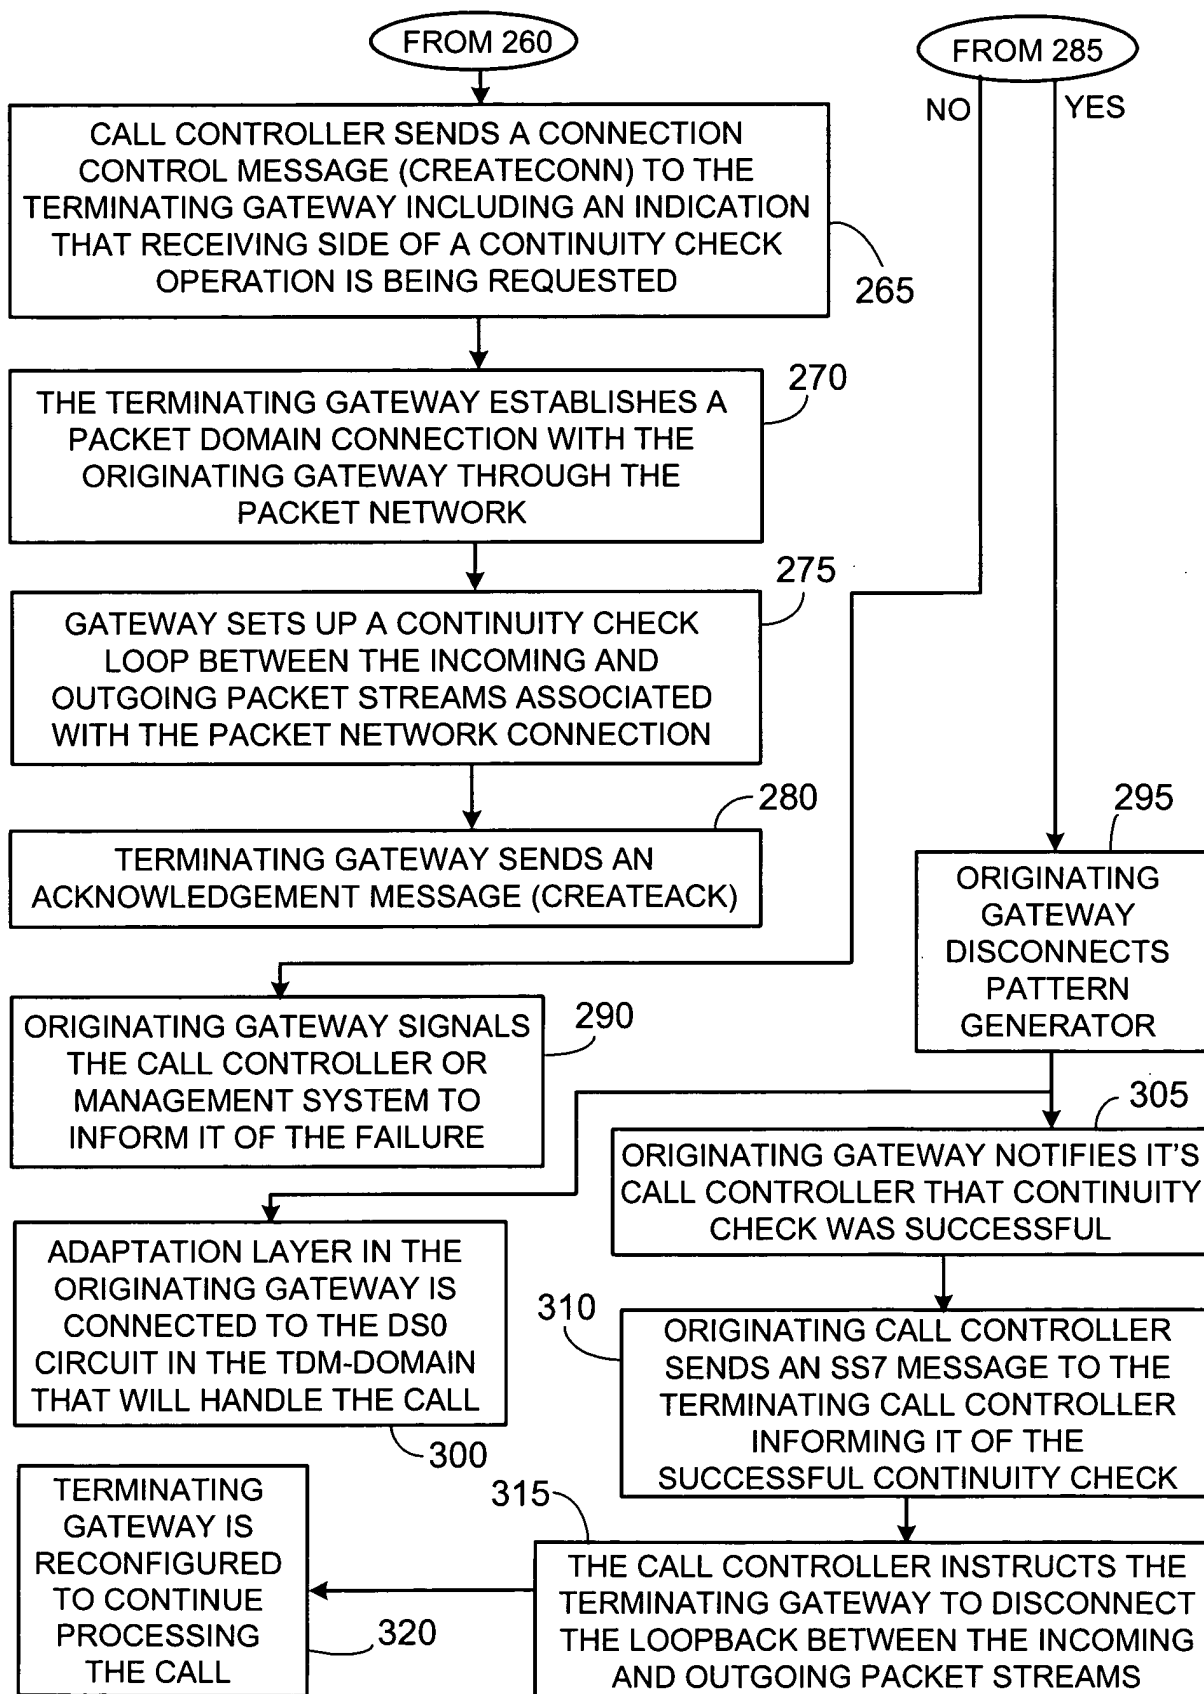 FROM 260
CALL CONTROLLER SENDS A CONNECTION
CONTROL MESSAGE (CREATECONN) TO THE
TERMINATING GATEWAY INCLUDING AN INDICATION
THAT RECEIVING SIDE OF A CONTINUITY CHECK
OPERATION IS BEING REQUESTED
265
THE TERMINATING GATEWAY ESTABLISHES A
PACKET DOMAIN CONNECTION WITH THE
ORIGINATING GATEWAY THROUGH THE
PACKET NETWORK
270
GATEWAY SETS UP A CONTINUITY CHECK
LOOP BETWEEN THE INCOMING AND
OUTGOING PACKET STREAMS ASSOCIATED
WITH THE PACKET NETWORK CONNECTION
275
TERMINATING GATEWAY SENDS AN
ACKNOWLEDGEMENT MESSAGE (CREATEACK)
280
FROM 285
NO
YES
ORIGINATING GATEWAY SIGNALS
THE CALL CONTROLLER OR
MANAGEMENT SYSTEM TO
INFORM IT OF THE FAILURE
290
295
ORIGINATING
GATEWAY
DISCONNECTS
PATTERN
GENERATOR
ADAPTATION LAYER IN THE
ORIGINATING GATEWAY IS
CONNECTED TO THE DS0
CIRCUIT IN THE TDM-DOMAIN
THAT WILL HANDLE THE CALL
300
305
ORIGINATING GATEWAY NOTIFIES IT'S
CALL CONTROLLER THAT CONTINUITY
CHECK WAS SUCCESSFUL
310
ORIGINATING CALL CONTROLLER
SENDS AN SS7 MESSAGE TO THE
TERMINATING CALL CONTROLLER
INFORMING IT OF THE
SUCCESSFUL CONTINUITY CHECK
315
THE CALL CONTROLLER INSTRUCTS THE
TERMINATING GATEWAY TO DISCONNECT
THE LOOPBACK BETWEEN THE INCOMING
AND OUTGOING PACKET STREAMS
TERMINATING
GATEWAY IS
RECONFIGURED
TO CONTINUE
PROCESSING
THE CALL
320